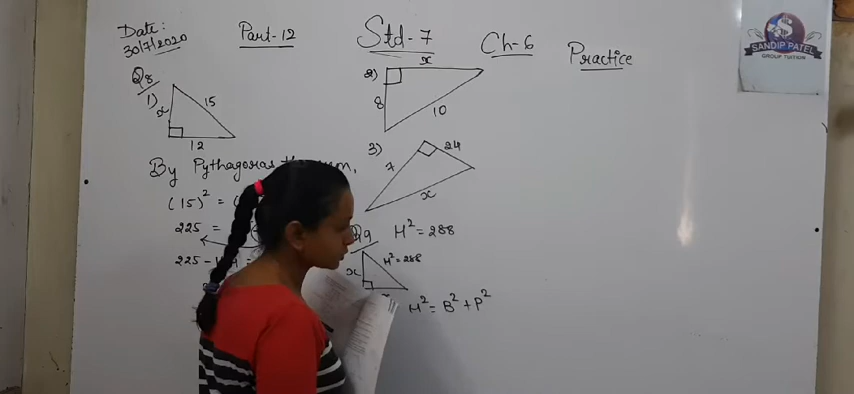 Date:
30/7/2020
Part-12
Std-7
Ch-6
Practice
SANDIP PATEL
GROUP TUITION
Q8
1)
x
15
12
2)
x
8
10
3)
7
24
x
By Pythagoras theorem,
(15)² =
225 =
225 -
Q9 H² = 288
x
H² = 288
H² = B² + P²